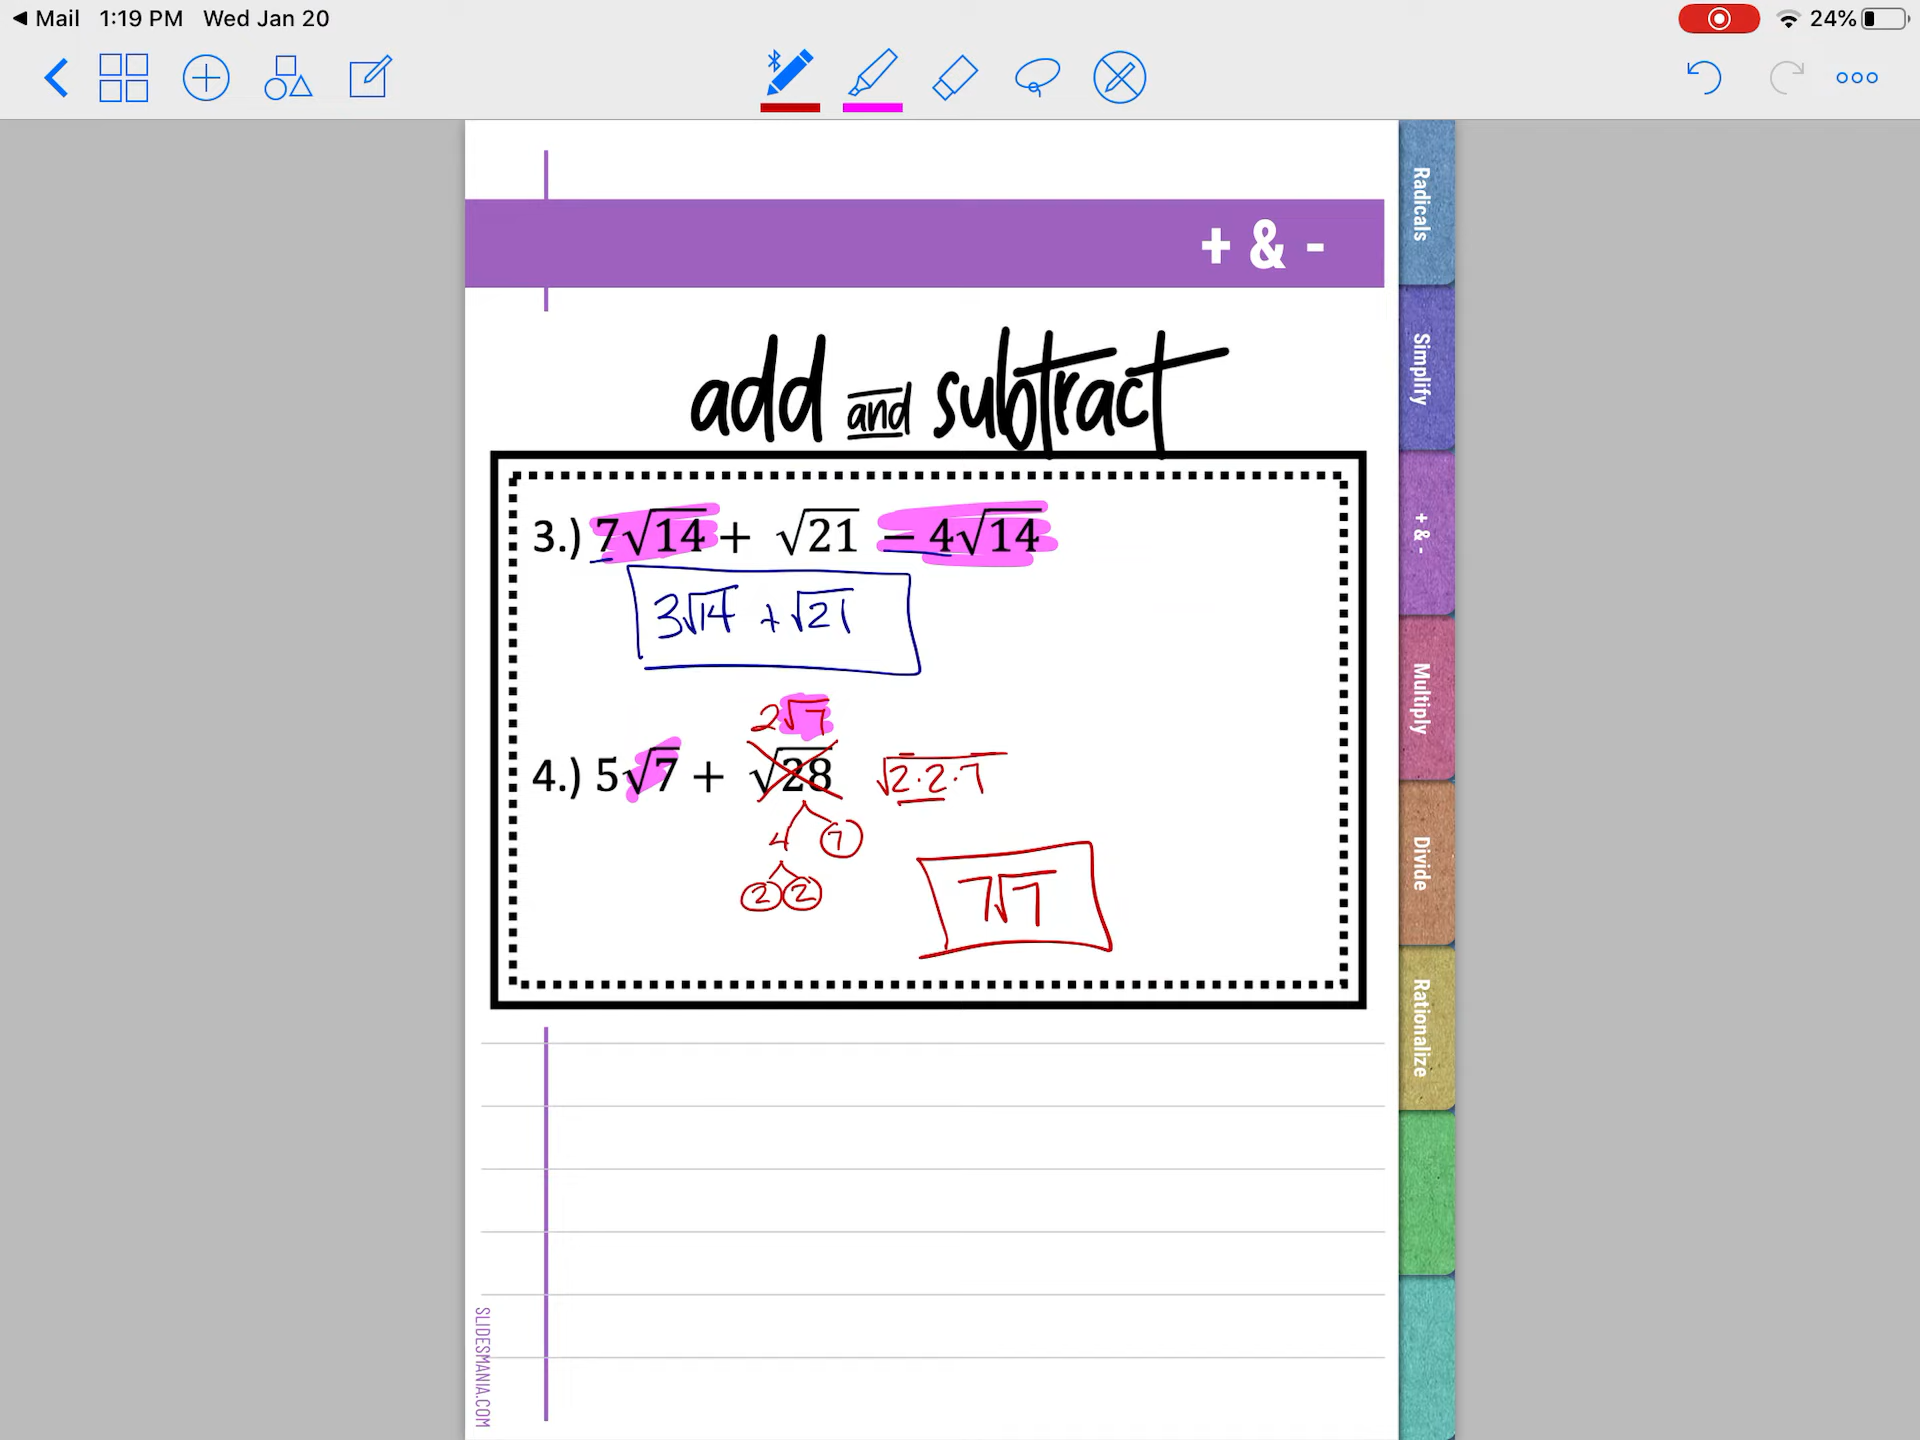 Mail 1:19 PM Wed Jan 20 24%
+ & -
add and subtract
3.) 7√14 + √21 − 4√14
3√14 + √21
2√7
4.) 5√7 + √28 √2·2·7
4 7
2 2
7√7
Radicals
Simplify
+ & -
Multiply
Divide
Rationalize
SLIDESMANIA.COM